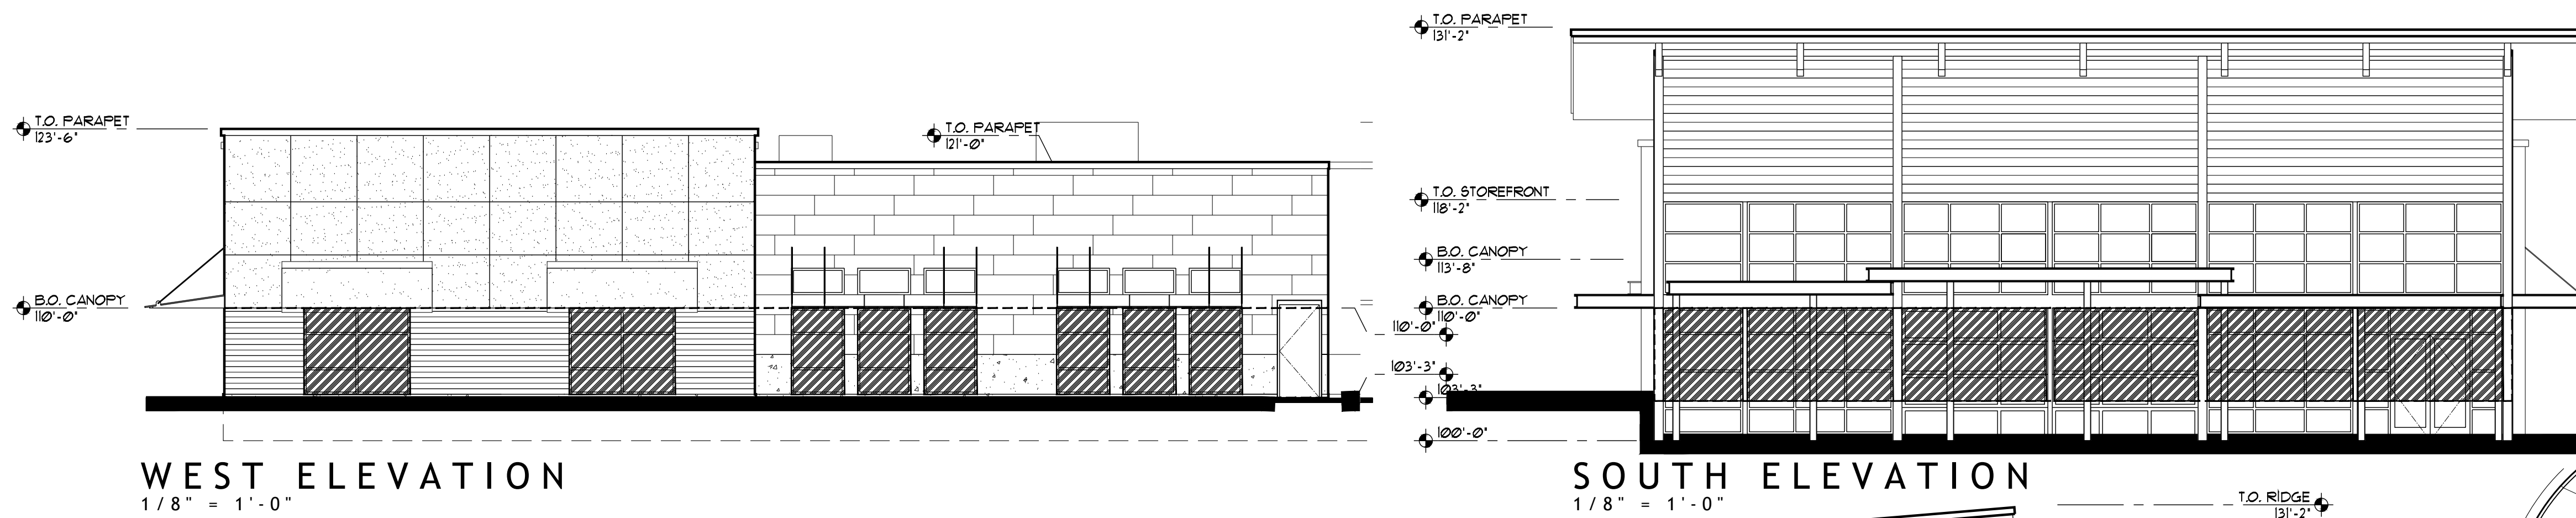 T.O. PARAPET
123'-6"
B.O. CANOPY
110'-0"
T.O. PARAPET
121'-0"
WEST ELEVATION
1/8" = 1'-0"
T.O. PARAPET
131'-2"
T.O. STOREFRONT
118'-2"
B.O. CANOPY
113'-8"
B.O. CANOPY
110'-0"
110'-0"
103'-3"
103'-3"
100'-0"
SOUTH ELEVATION
1/8" = 1'-0"
T.O. RIDGE
131'-2"